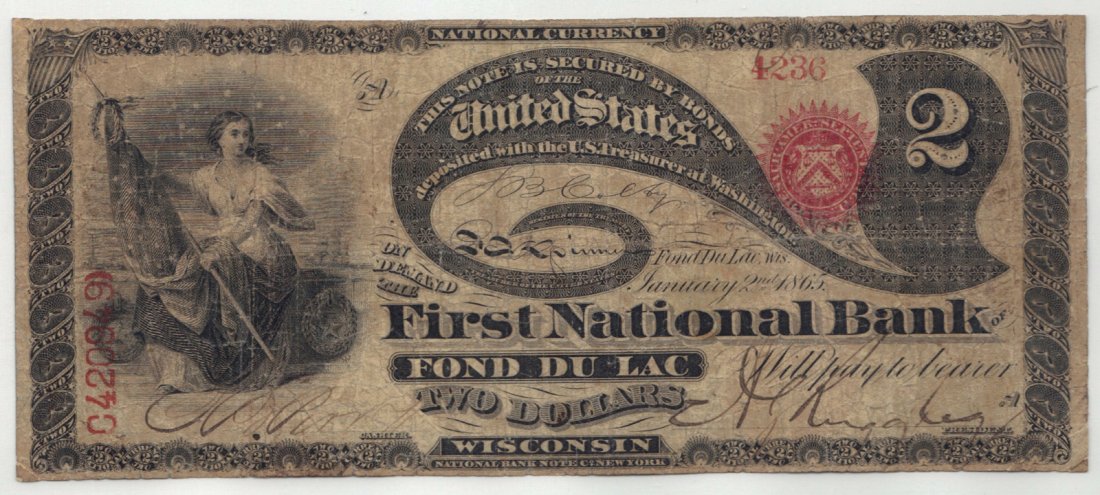 NATIONAL CURRENCY
4236
THIS NOTE IS SECURED BY BONDS
OF THE
United States
deposited with the U.S. Treasurer at Washington
2
ON
DEMAND
THE
Fond Du Lac, Wis.
January 2nd 1865.
First National Bank OF
FOND DU LAC
Will pay to bearer
TWO DOLLARS
A
CASHIER.
PRESIDENT.
WISCONSIN
NATIONAL BANK NOTE Co. NEW YORK
C420949
TWO